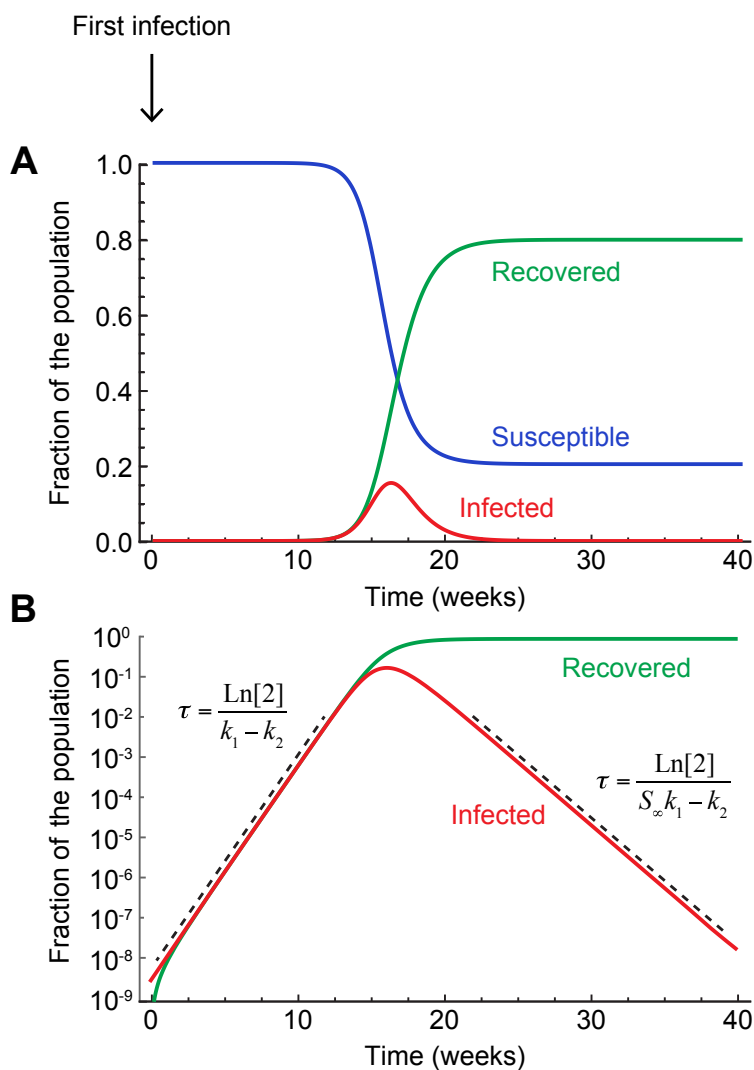 First infection
A
Fraction of the population
1.0
0.8
0.6
0.4
0.2
0.0
Recovered
Susceptible
Infected
0 10 20 30 40
Time (weeks)
B
Fraction of the population
10⁰
10⁻¹
10⁻²
10⁻³
10⁻⁴
10⁻⁵
10⁻⁶
10⁻⁷
10⁻⁸
10⁻⁹
Recovered
τ = Ln[2] / k₁ − k₂
τ = Ln[2] / S∞k₁ − k₂
Infected
0 10 20 30 40
Time (weeks)